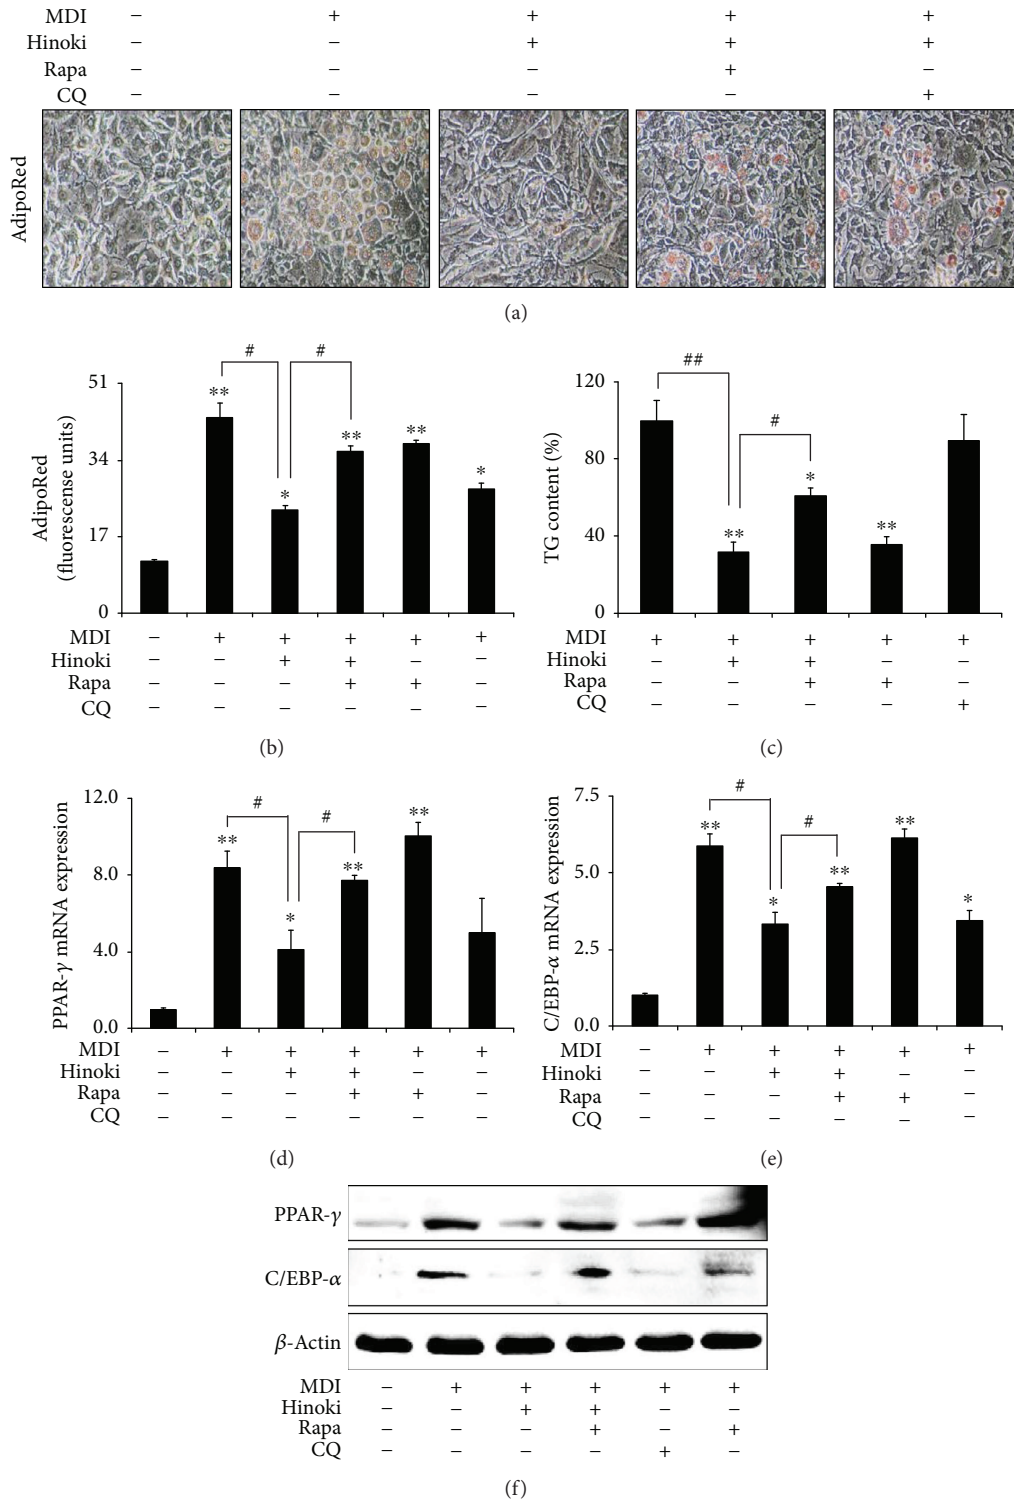 MDI − + + + +
Hinoki − − + + +
Rapa − − − + −
CQ − − − − +
AdipoRed
(a)
AdipoRed
(fluorescense units)
51
34
17
0
** * ** ** *
# #
MDI − + + + + +
Hinoki − − + + − −
Rapa − − − + + −
CQ − − − − − −
(b)
TG content (%)
120
80
40
0
** * **
## #
MDI + + + + +
Hinoki − + + − −
Rapa − − + + −
CQ − − − − +
(c)
PPAR-γ mRNA expression
12.0
8.0
4.0
0.0
** * ** **
# #
MDI − + + + + +
Hinoki − − + + − −
Rapa − − − + + −
CQ − − − − − −
(d)
C/EBP-α mRNA expression
7.5
5.0
2.5
0.0
** * ** ** *
# #
MDI − + + + + +
Hinoki − − + + − −
Rapa − − − + + −
CQ − − − − − −
(e)
PPAR-γ
C/EBP-α
β-Actin
MDI − + + + + +
Hinoki − − + + − −
Rapa − − − + − +
CQ − − − − + −
(f)